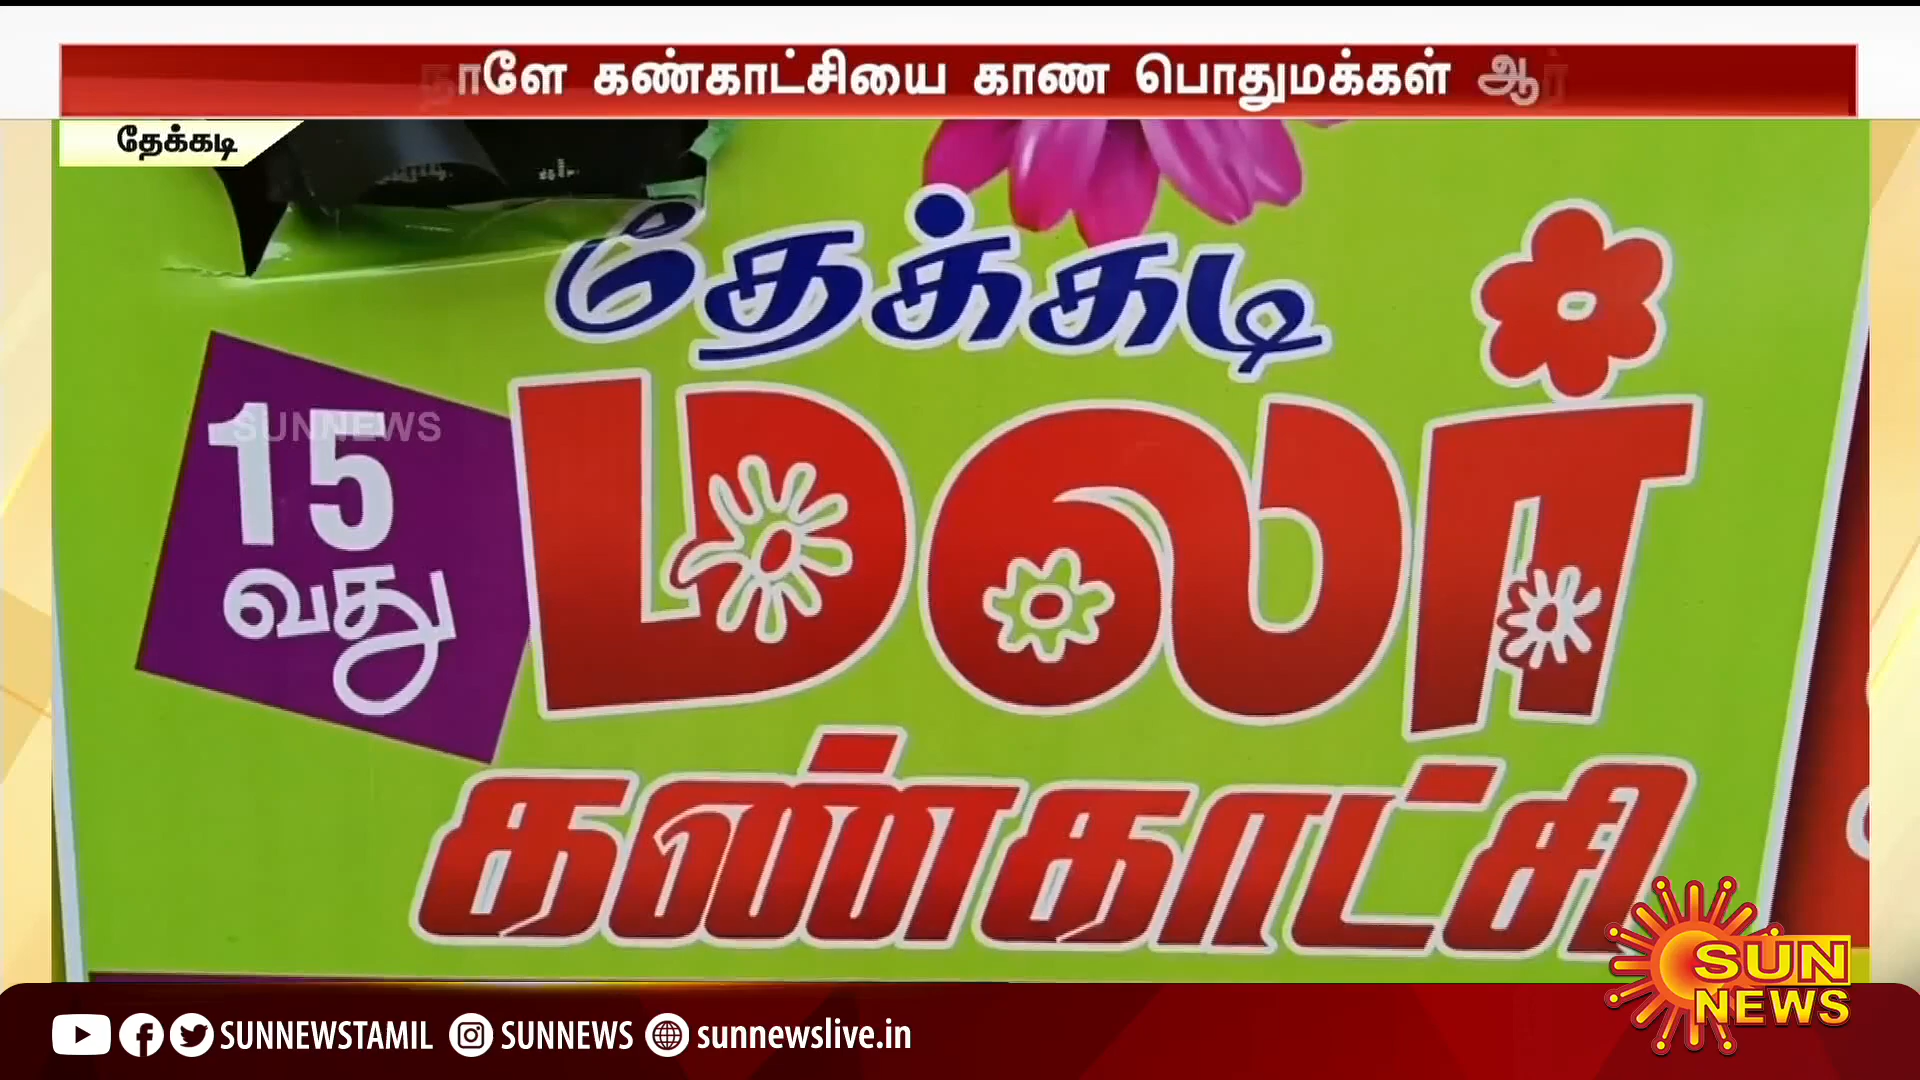 நாளே கண்காட்சியை காண பொதுமக்கள்
தேக்கடி
தேக்கடி
15
வது
SUNNEWS
மலர்
கண்காட்சி
SUN
NEWS
SUNNEWSTAMIL SUNNEWS sunnewslive.in